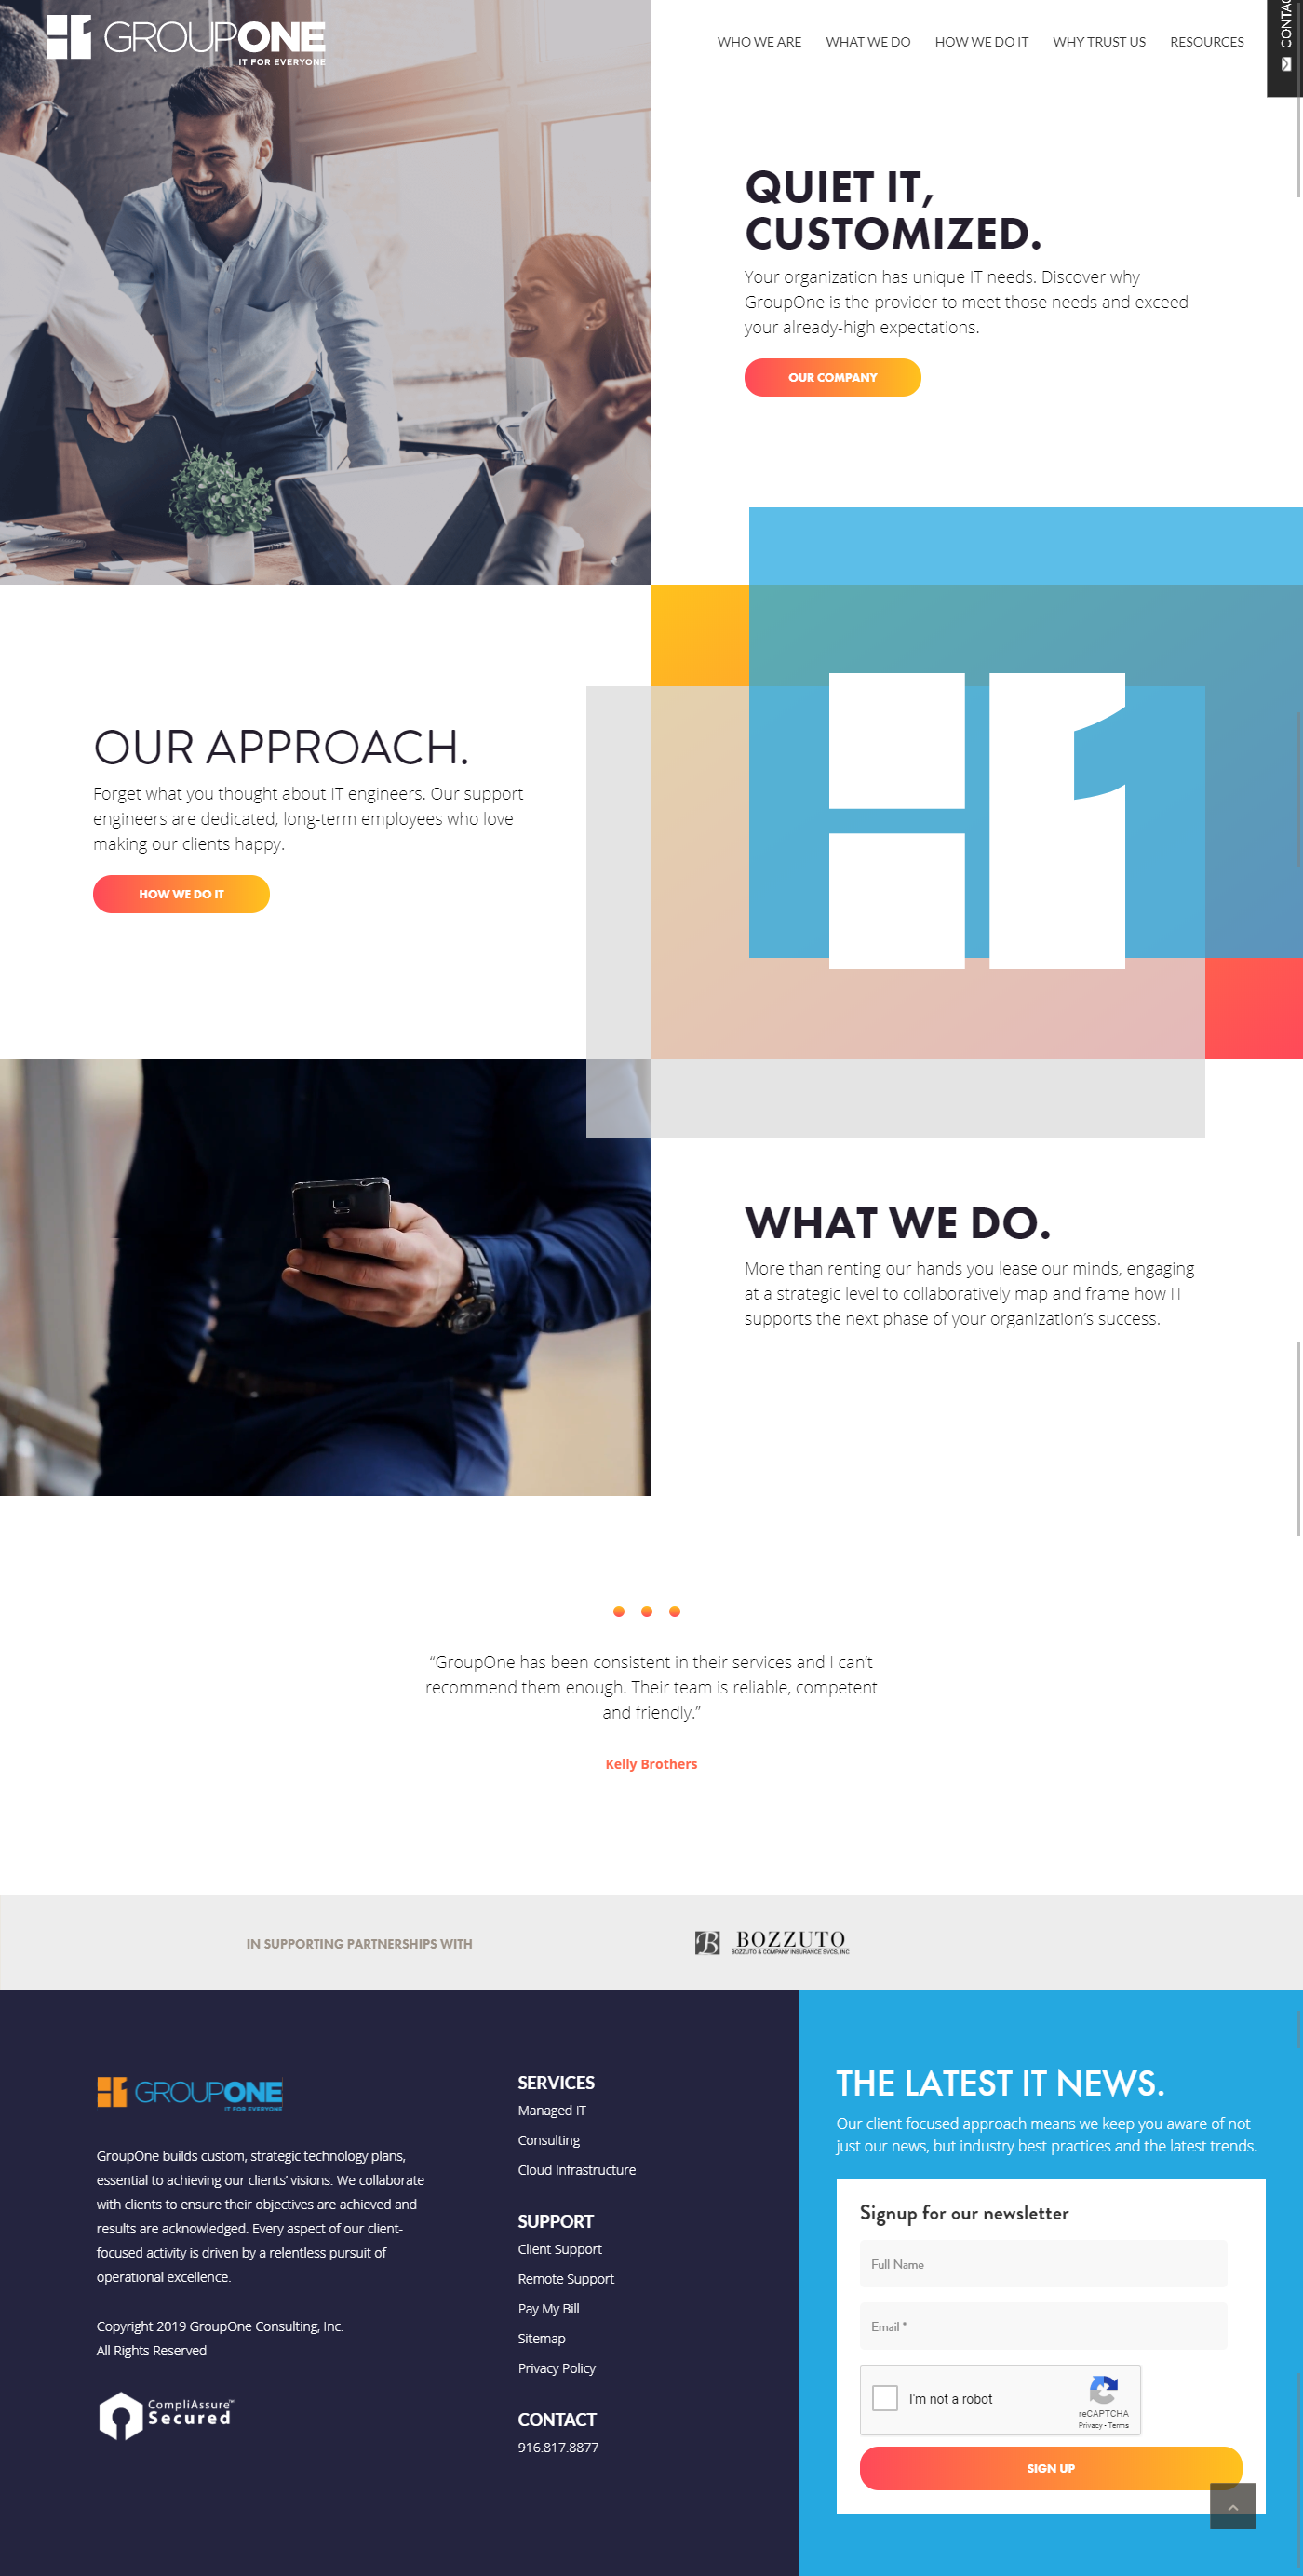 GROUPONE
IT FOR EVERYONE
WHO WE ARE WHAT WE DO HOW WE DO IT WHY TRUST US RESOURCES
QUIET IT,
CUSTOMIZED.
Your organization has unique IT needs. Discover why
GroupOne is the provider to meet those needs and exceed
your already-high expectations.
OUR COMPANY
OUR APPROACH.
Forget what you thought about IT engineers. Our support
engineers are dedicated, long-term employees who love
making our clients happy.
HOW WE DO IT
WHAT WE DO.
More than renting our hands you lease our minds, engaging
at a strategic level to collaboratively map and frame how IT
supports the next phase of your organization’s success.
“GroupOne has been consistent in their services and I can’t
recommend them enough. Their team is reliable, competent
and friendly.”
Kelly Brothers
IN SUPPORTING PARTNERSHIPS WITH
B BOZZUTO
BOZZUTO & COMPANY INSURANCE SVCS, INC
GROUPONE
IT FOR EVERYONE
GroupOne builds custom, strategic technology plans,
essential to achieving our clients’ visions. We collaborate
with clients to ensure their objectives are achieved and
results are acknowledged. Every aspect of our client-
focused activity is driven by a relentless pursuit of
operational excellence.
Copyright 2019 GroupOne Consulting, Inc.
All Rights Reserved
CompliAssure™
Secured
SERVICES
Managed IT
Consulting
Cloud Infrastructure
SUPPORT
Client Support
Remote Support
Pay My Bill
Sitemap
Privacy Policy
CONTACT
916.817.8877
THE LATEST IT NEWS.
Our client focused approach means we keep you aware of not
just our news, but industry best practices and the latest trends.
Signup for our newsletter
Full Name
Email *
I'm not a robot
reCAPTCHA
Privacy - Terms
SIGN UP